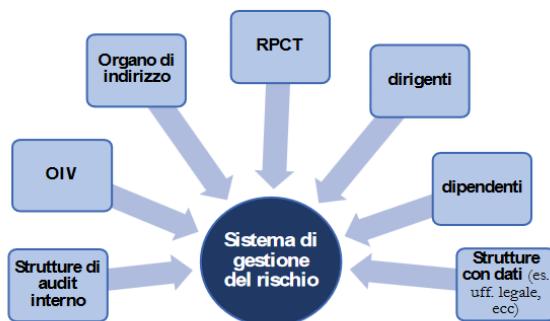 RPCT
Organo di
indirizzo
dirigenti
OIV
dipendenti
Sistema di
gestione
del rischio
Strutture di
audit
interno
Strutture
con dati (es.
uff. legale,
ecc)